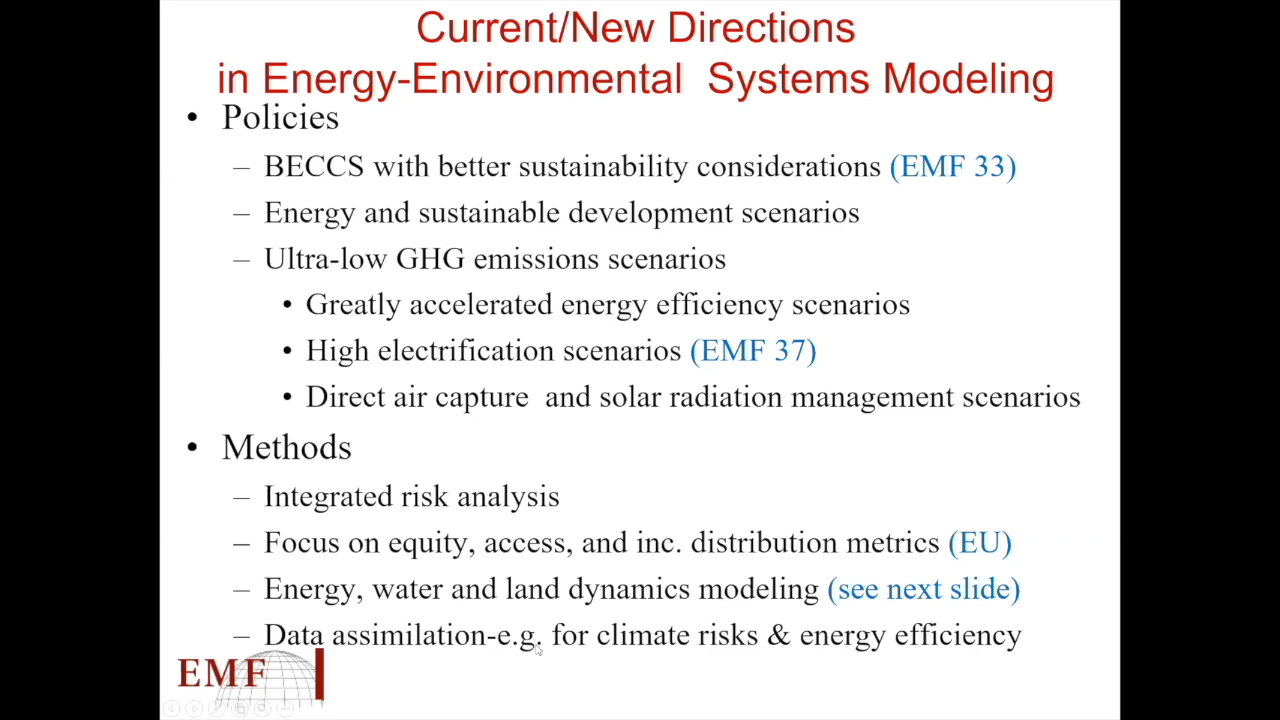 Current/New Directions
in Energy-Environmental Systems Modeling
• Policies
– BECCS with better sustainability considerations (EMF 33)
– Energy and sustainable development scenarios
– Ultra-low GHG emissions scenarios
• Greatly accelerated energy efficiency scenarios
• High electrification scenarios (EMF 37)
• Direct air capture and solar radiation management scenarios
• Methods
– Integrated risk analysis
– Focus on equity, access, and inc. distribution metrics (EU)
– Energy, water and land dynamics modeling (see next slide)
– Data assimilation-e.g. for climate risks & energy efficiency
EMF